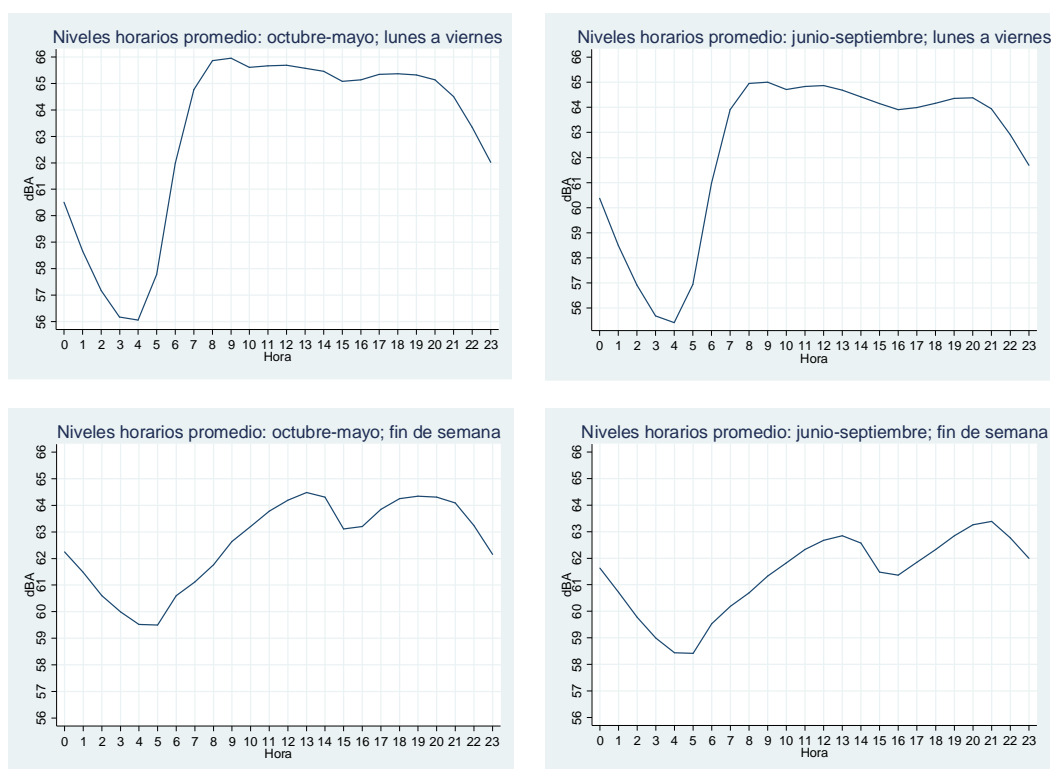 Niveles horarios promedio: octubre-mayo; lunes a viernes
66
65
64
63
62
61
60
59
58
57
56
dBA
0 1 2 3 4 5 6 7 8 9 10 11 12 13 14 15 16 17 18 19 20 21 22 23
Hora
Niveles horarios promedio: junio-septiembre; lunes a viernes
66
65
64
63
62
61
60
59
58
57
56
dBA
0 1 2 3 4 5 6 7 8 9 10 11 12 13 14 15 16 17 18 19 20 21 22 23
Hora
Niveles horarios promedio: octubre-mayo; fin de semana
66
65
64
63
62
61
60
59
58
57
56
dBA
0 1 2 3 4 5 6 7 8 9 10 11 12 13 14 15 16 17 18 19 20 21 22 23
Hora
Niveles horarios promedio: junio-septiembre; fin de semana
66
65
64
63
62
61
60
59
58
57
56
dBA
0 1 2 3 4 5 6 7 8 9 10 11 12 13 14 15 16 17 18 19 20 21 22 23
Hora